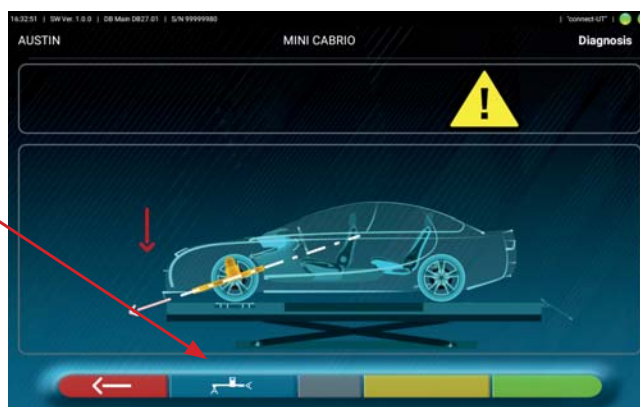 16:32:51 | SW Ver. 1.0.0 | DB Main DB27.01 | S/N 99999980 | "connect-UT" |
AUSTIN MINI CABRIO Diagnosis
!